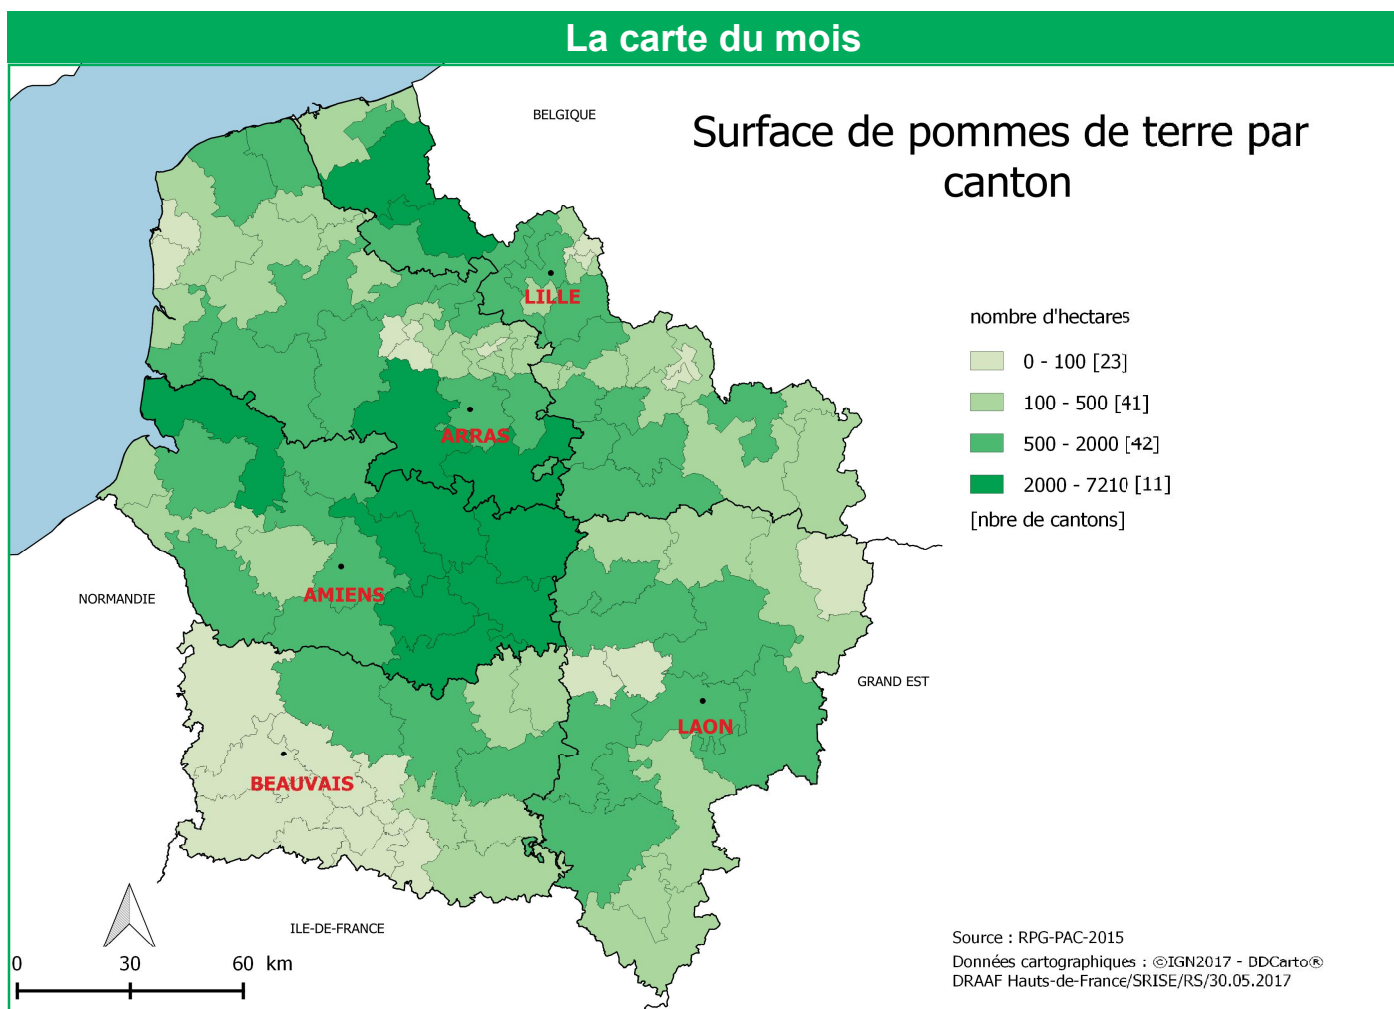 La carte du mois
Surface de pommes de terre par
canton
BELGIQUE
nombre d'hectares
0 - 100 [23]
100 - 500 [41]
500 - 2000 [42]
2000 - 7210 [11]
[nbre de cantons]
LILLE
ARRAS
AMIENS
NORMANDIE
GRAND EST
LAON
BEAUVAIS
ILE-DE-FRANCE
0 30 60 km
Source : RPG-PAC-2015
Données cartographiques : ©IGN2017 - BDCarto®
DRAAF Hauts-de-France/SRISE/RS/30.05.2017